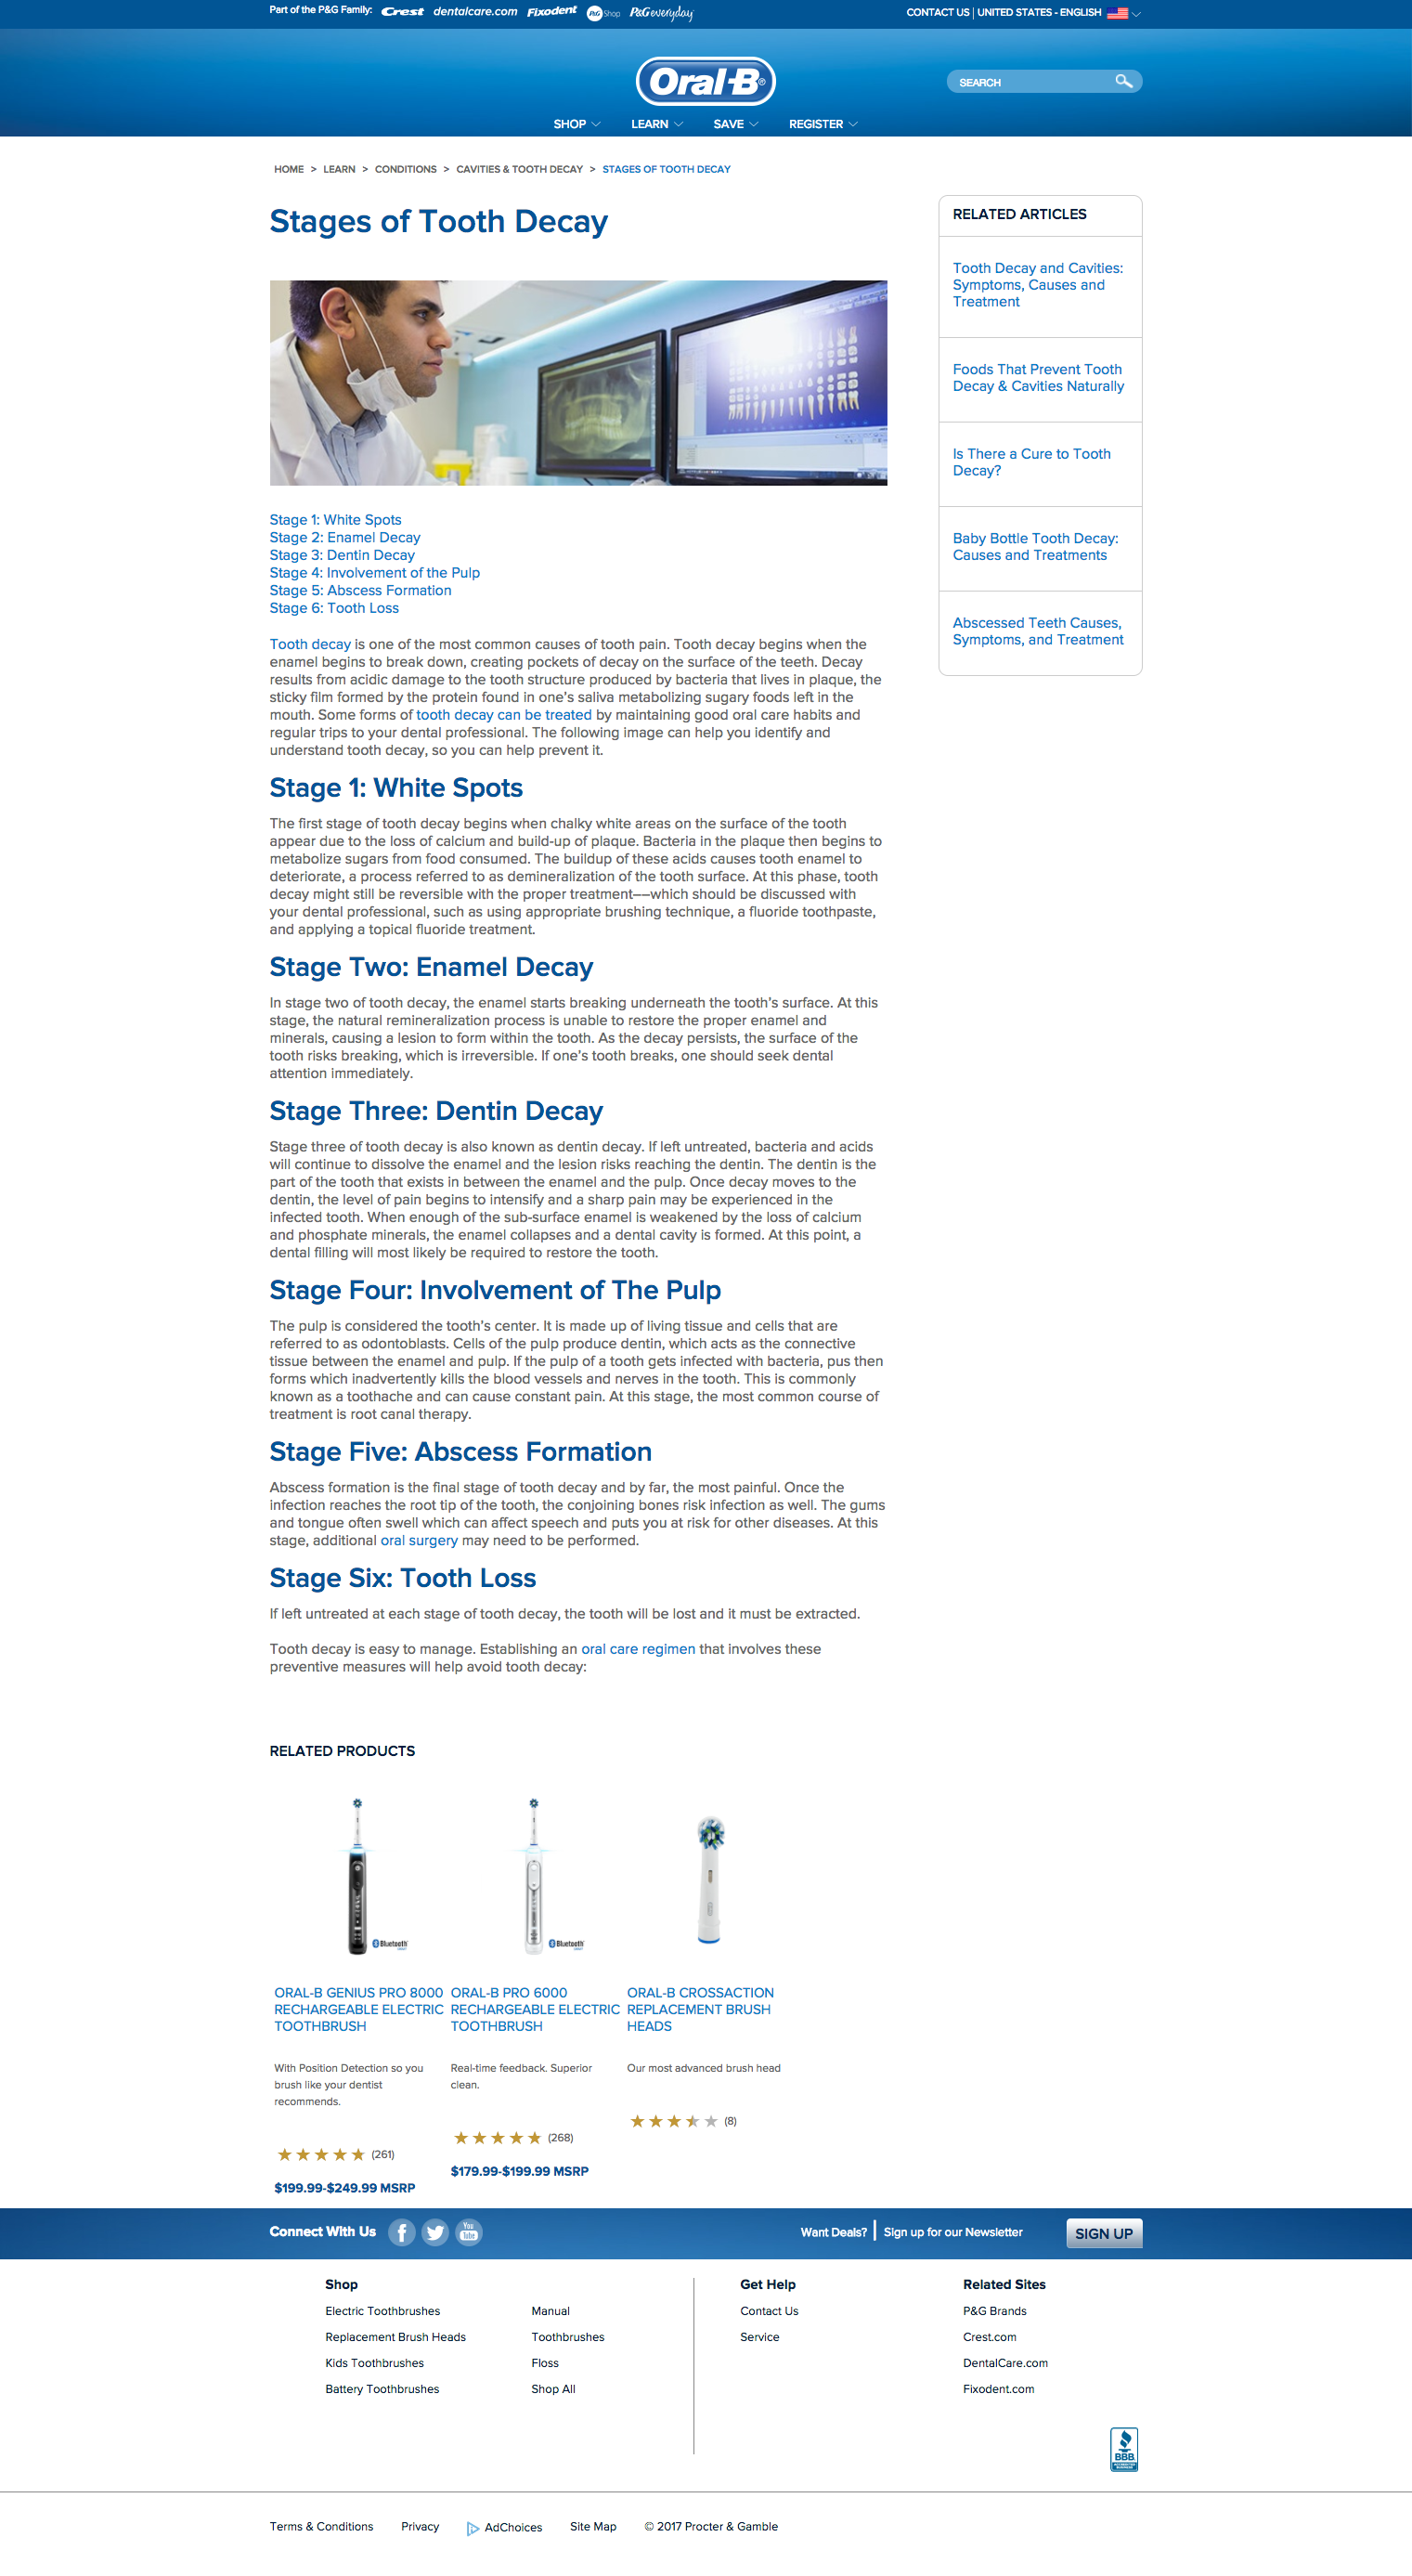 Part of the P&G Family: Crest dentalcare.com Fixodent P&G Shop P&G everyday
CONTACT US | UNITED STATES - ENGLISH
Oral-B®
SEARCH
SHOP LEARN SAVE REGISTER
HOME > LEARN > CONDITIONS > CAVITIES & TOOTH DECAY > STAGES OF TOOTH DECAY
Stages of Tooth Decay
Stage 1: White Spots
Stage 2: Enamel Decay
Stage 3: Dentin Decay
Stage 4: Involvement of the Pulp
Stage 5: Abscess Formation
Stage 6: Tooth Loss
Tooth decay is one of the most common causes of tooth pain. Tooth decay begins when the
enamel begins to break down, creating pockets of decay on the surface of the teeth. Decay
results from acidic damage to the tooth structure produced by bacteria that lives in plaque, the
sticky film formed by the protein found in one's saliva metabolizing sugary foods left in the
mouth. Some forms of tooth decay can be treated by maintaining good oral care habits and
regular trips to your dental professional. The following image can help you identify and
understand tooth decay, so you can help prevent it.
Stage 1: White Spots
The first stage of tooth decay begins when chalky white areas on the surface of the tooth
appear due to the loss of calcium and build-up of plaque. Bacteria in the plaque then begins to
metabolize sugars from food consumed. The buildup of these acids causes tooth enamel to
deteriorate, a process referred to as demineralization of the tooth surface. At this phase, tooth
decay might still be reversible with the proper treatment––which should be discussed with
your dental professional, such as using appropriate brushing technique, a fluoride toothpaste,
and applying a topical fluoride treatment.
Stage Two: Enamel Decay
In stage two of tooth decay, the enamel starts breaking underneath the tooth's surface. At this
stage, the natural remineralization process is unable to restore the proper enamel and
minerals, causing a lesion to form within the tooth. As the decay persists, the surface of the
tooth risks breaking, which is irreversible. If one's tooth breaks, one should seek dental
attention immediately.
Stage Three: Dentin Decay
Stage three of tooth decay is also known as dentin decay. If left untreated, bacteria and acids
will continue to dissolve the enamel and the lesion risks reaching the dentin. The dentin is the
part of the tooth that exists in between the enamel and the pulp. Once decay moves to the
dentin, the level of pain begins to intensify and a sharp pain may be experienced in the
infected tooth. When enough of the sub-surface enamel is weakened by the loss of calcium
and phosphate minerals, the enamel collapses and a dental cavity is formed. At this point, a
dental filling will most likely be required to restore the tooth.
Stage Four: Involvement of The Pulp
The pulp is considered the tooth's center. It is made up of living tissue and cells that are
referred to as odontoblasts. Cells of the pulp produce dentin, which acts as the connective
tissue between the enamel and pulp. If the pulp of a tooth gets infected with bacteria, pus then
forms which inadvertently kills the blood vessels and nerves in the tooth. This is commonly
known as a toothache and can cause constant pain. At this stage, the most common course of
treatment is root canal therapy.
Stage Five: Abscess Formation
Abscess formation is the final stage of tooth decay and by far, the most painful. Once the
infection reaches the root tip of the tooth, the conjoining bones risk infection as well. The gums
and tongue often swell which can affect speech and puts you at risk for other diseases. At this
stage, additional oral surgery may need to be performed.
Stage Six: Tooth Loss
If left untreated at each stage of tooth decay, the tooth will be lost and it must be extracted.
Tooth decay is easy to manage. Establishing an oral care regimen that involves these
preventive measures will help avoid tooth decay:
RELATED ARTICLES
Tooth Decay and Cavities:
Symptoms, Causes and
Treatment
Foods That Prevent Tooth
Decay & Cavities Naturally
Is There a Cure to Tooth
Decay?
Baby Bottle Tooth Decay:
Causes and Treatments
Abscessed Teeth Causes,
Symptoms, and Treatment
RELATED PRODUCTS
Bluetooth
ORAL-B GENIUS PRO 8000
RECHARGEABLE ELECTRIC
TOOTHBRUSH
With Position Detection so you
brush like your dentist
recommends.
(261)
$199.99-$249.99 MSRP
Bluetooth
ORAL-B PRO 6000
RECHARGEABLE ELECTRIC
TOOTHBRUSH
Real-time feedback. Superior
clean.
(268)
$179.99-$199.99 MSRP
ORAL-B CROSSACTION
REPLACEMENT BRUSH
HEADS
Our most advanced brush head
(8)
Connect With Us
You Tube
Want Deals? | Sign up for our Newsletter
SIGN UP
Shop
Electric Toothbrushes
Replacement Brush Heads
Kids Toothbrushes
Battery Toothbrushes
Manual
Toothbrushes
Floss
Shop All
Get Help
Contact Us
Service
Related Sites
P&G Brands
Crest.com
DentalCare.com
Fixodent.com
BBB
Terms & Conditions Privacy AdChoices Site Map © 2017 Procter & Gamble